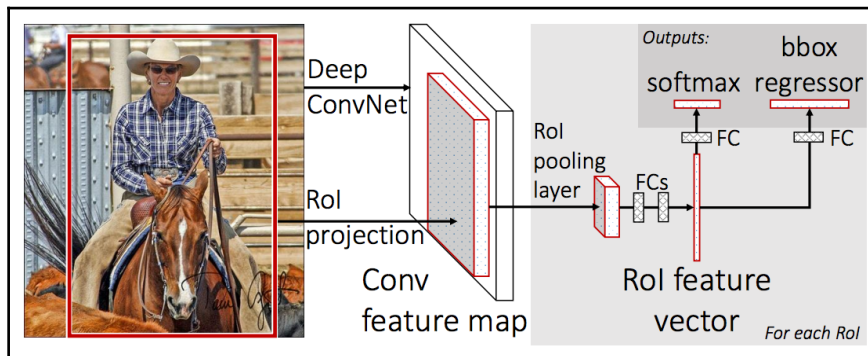 Deep
ConvNet
RoI
projection
Conv
feature map
RoI
pooling
layer
FCs
RoI feature
vector
For each RoI
Outputs:
softmax
bbox
regressor
FC
FC